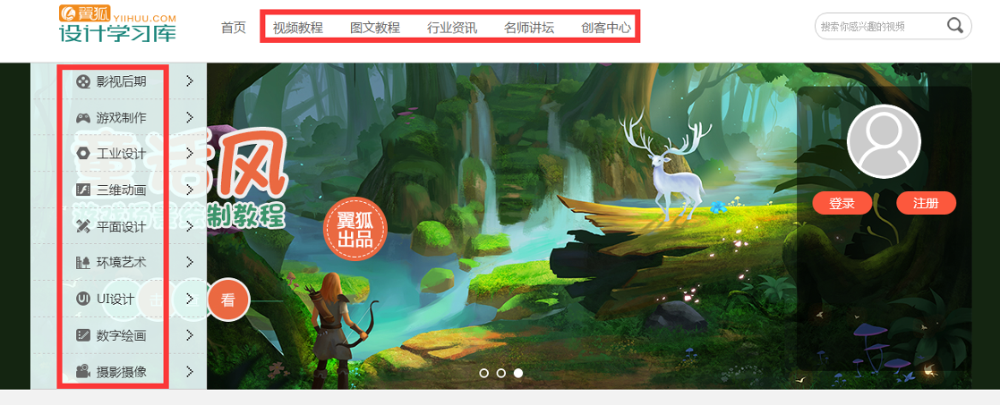 翼狐 YIIHUU.COM
设计学习库
首页 视频教程 图文教程 行业资讯 名师讲坛 创客中心
搜索你感兴趣的视频
影视后期
游戏制作
工业设计
三维动画
平面设计
环境艺术
UI设计
数字绘画
摄影摄像
话风
制教程
看
翼狐
出品
登录 注册